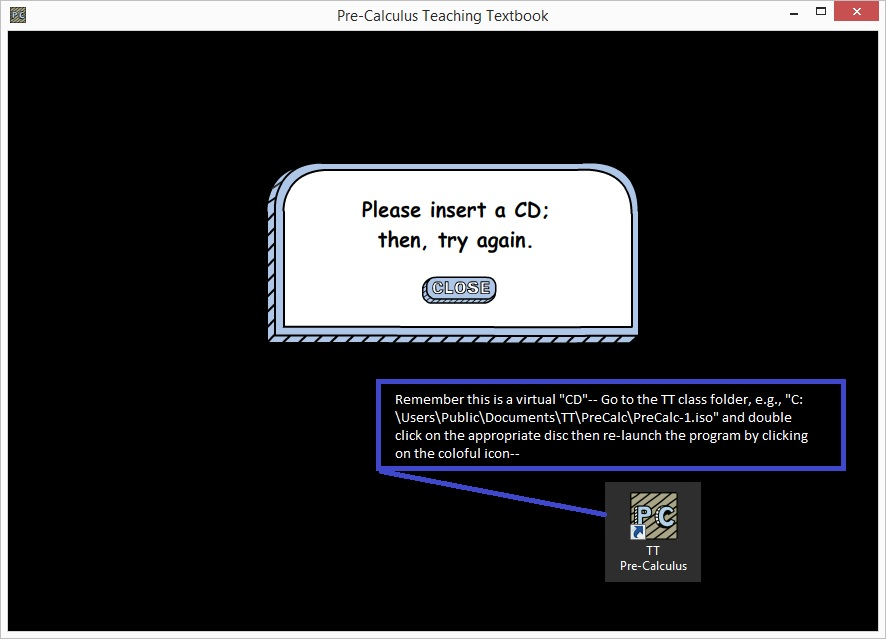 PC
Pre-Calculus Teaching Textbook
Please insert a CD;
then, try again.
CLOSE
Remember this is a virtual "CD"-- Go to the TT class folder, e.g., "C:
\Users\Public\Documents\TT\PreCalc\PreCalc-1.iso" and double
click on the appropriate disc then re-launch the program by clicking
on the coloful icon--
PC
TT
Pre-Calculus